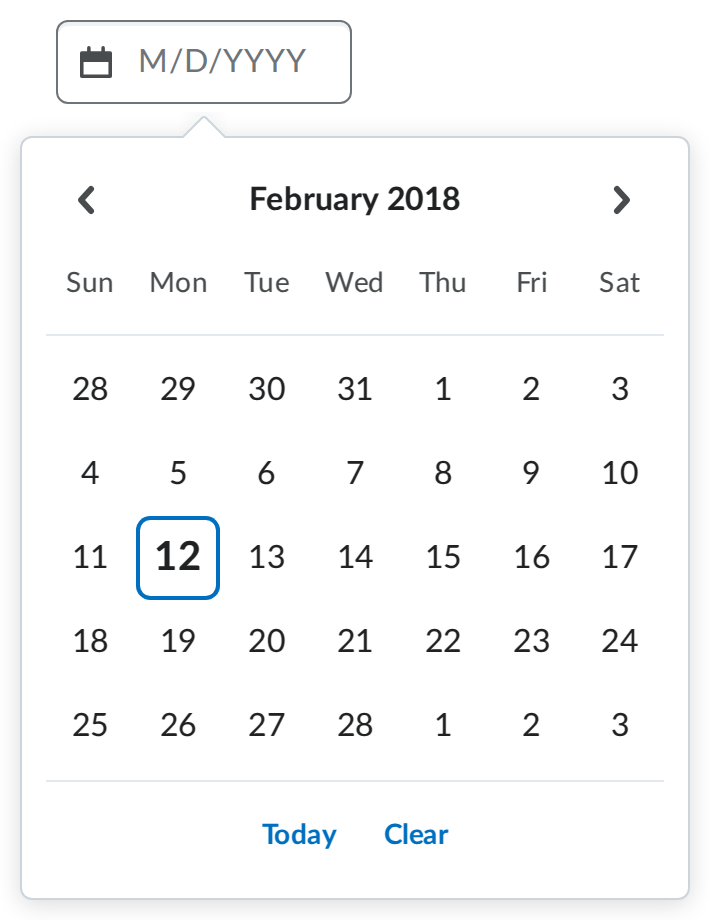 M/D/YYYY
February 2018
Sun Mon Tue Wed Thu Fri Sat
28 29 30 31 1 2 3
4 5 6 7 8 9 10
11 12 13 14 15 16 17
18 19 20 21 22 23 24
25 26 27 28 1 2 3
Today Clear